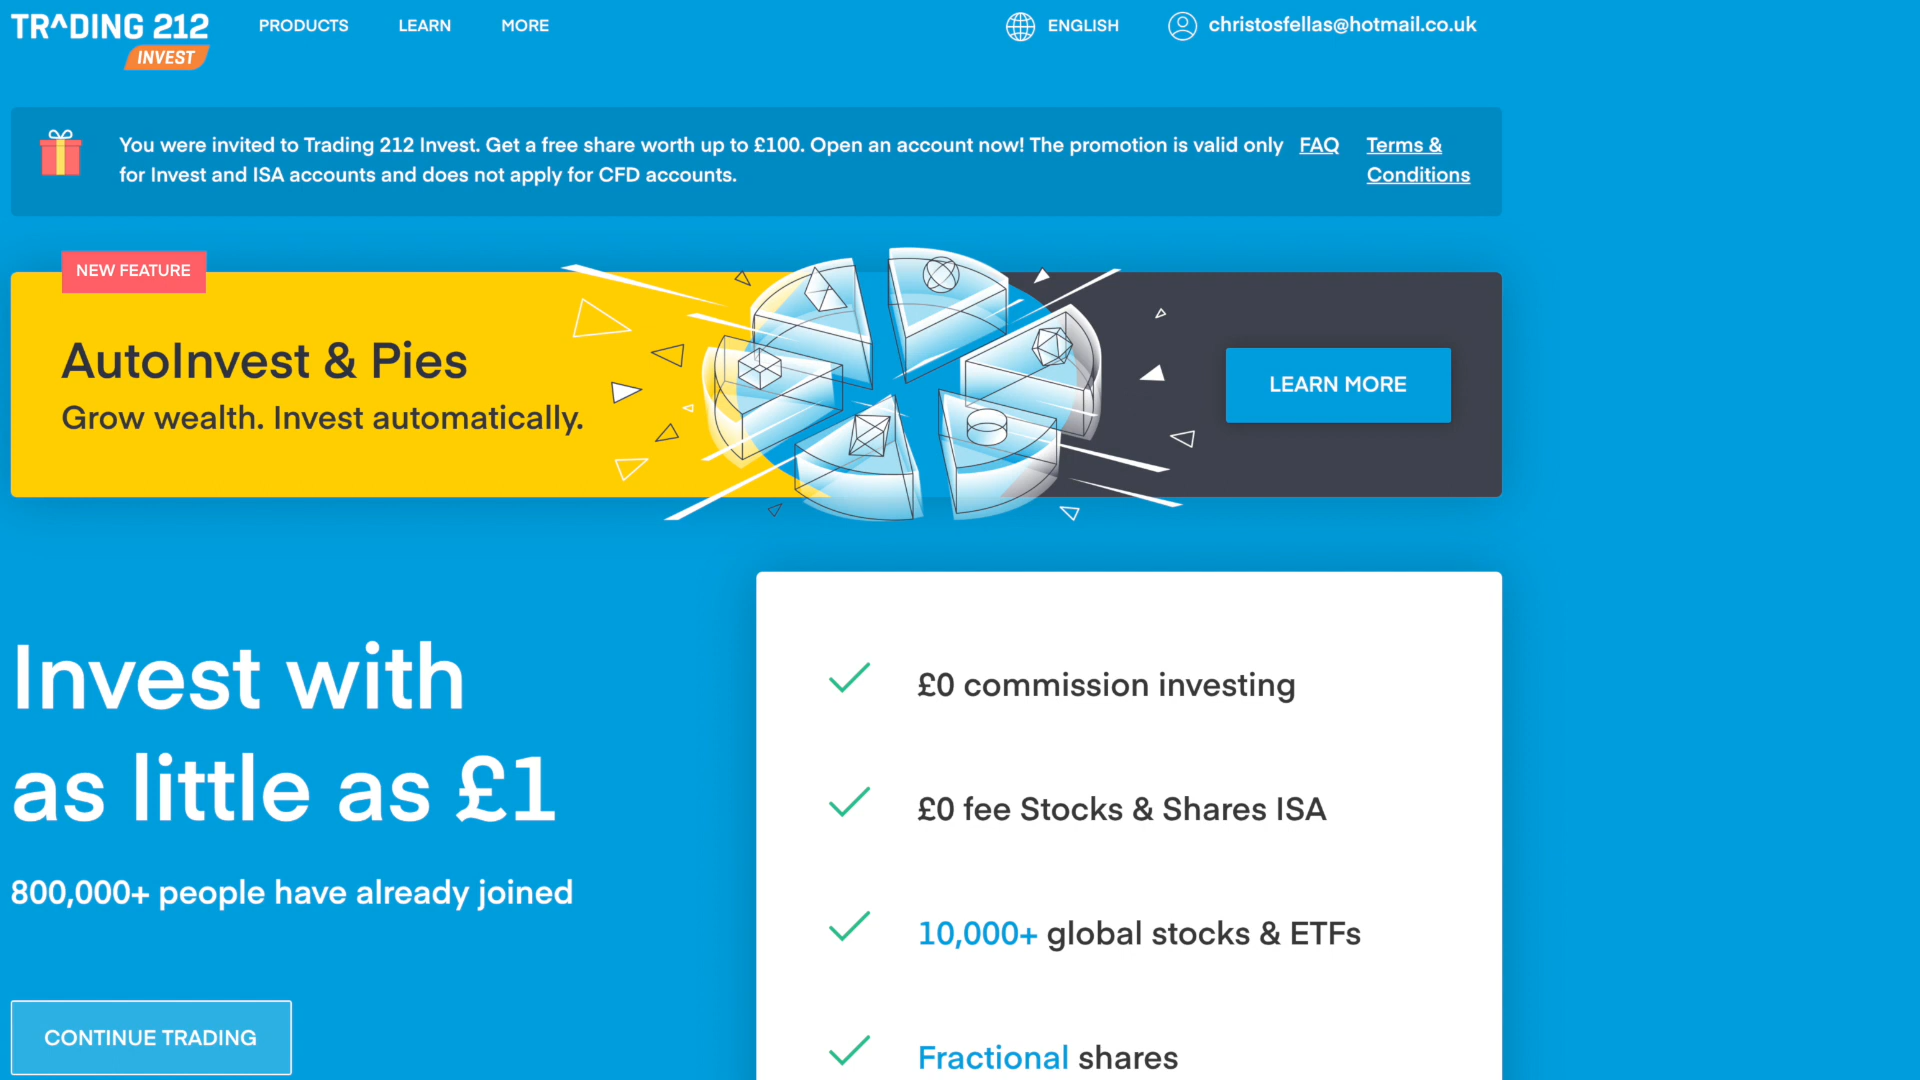 TR^DING 212
INVEST
PRODUCTS
LEARN
MORE
ENGLISH
christosfellas@hotmail.co.uk
You were invited to Trading 212 Invest. Get a free share worth up to £100. Open an account now! The promotion is valid only
for Invest and ISA accounts and does not apply for CFD accounts.
FAQ
Terms &
Conditions
NEW FEATURE
AutoInvest & Pies
Grow wealth. Invest automatically.
LEARN MORE
Invest with
as little as £1
800,000+ people have already joined
CONTINUE TRADING
£0 commission investing
£0 fee Stocks & Shares ISA
10,000+ global stocks & ETFs
Fractional shares